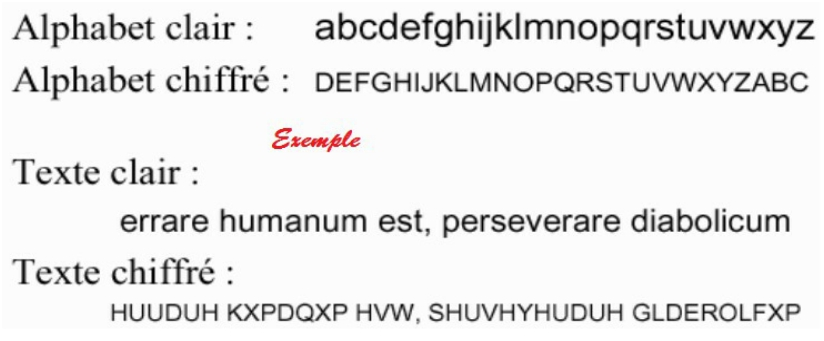 Alphabet clair : abcdefghijklmnopqrstuvwxyz
Alphabet chiffré : DEFGHIJKLMNOPQRSTUVWXYZABC
Exemple
Texte clair :
errare humanum est, perseverare diabolicum
Texte chiffré :
HUUDUH KXPDQXP HVW, SHUVHYHUDUH GLDEROLFXP